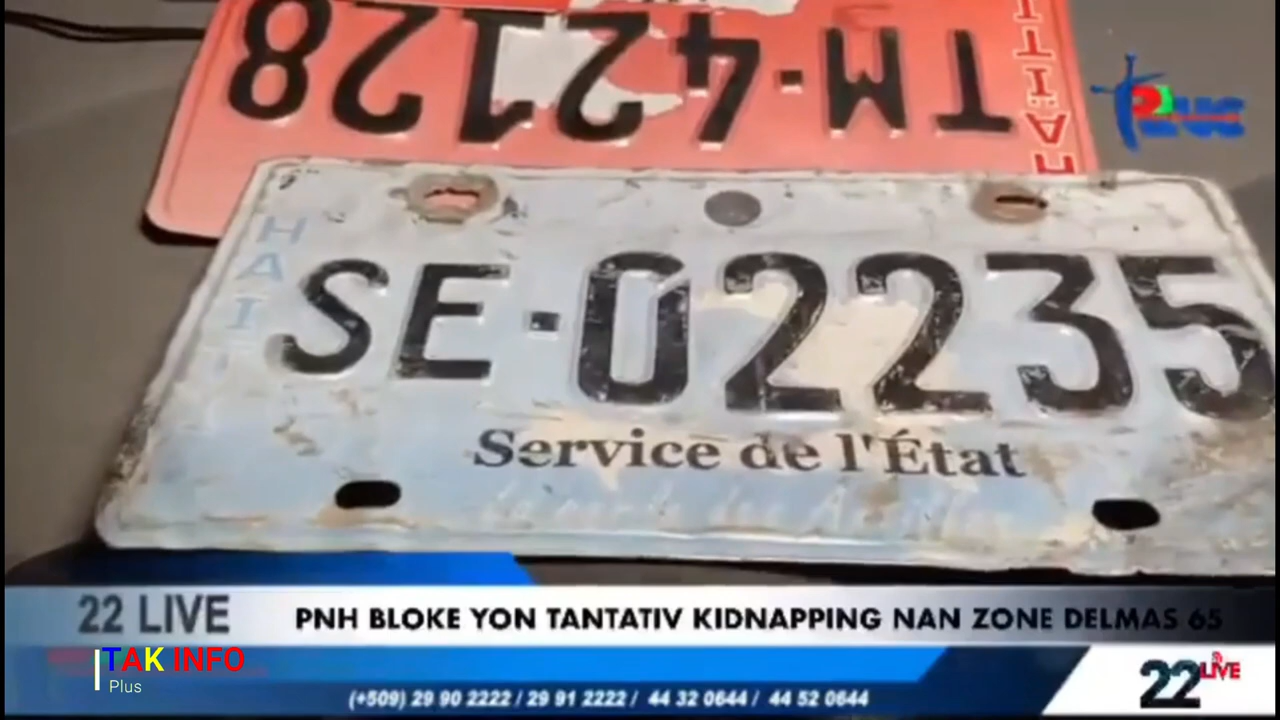 TM-42128
HAITI
HAI
SE-02235
Service de l'État
22 LIVE
PNH BLOKE YON TANTATIV KIDNAPPING NAN ZONE DELMAS 65
TAK INFO
Plus
(+509) 29 90 2222 / 29 91 2222 / 44 32 0644 / 44 52 0644
22 LIVE